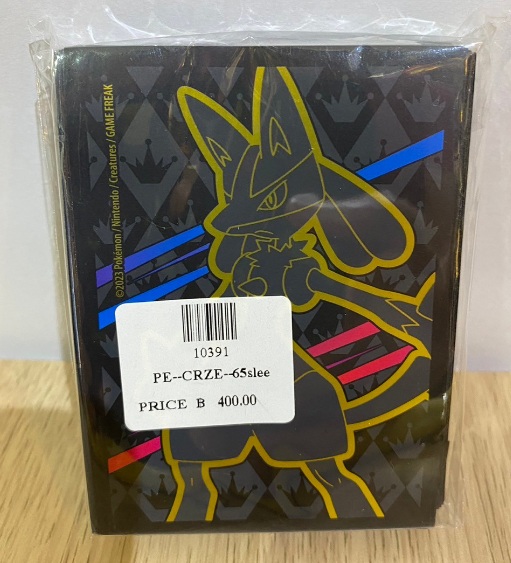 ©2023 Pokémon / Nintendo / Creatures / GAME FREAK
10391
PE--CRZE--65slee
PRICE B 400.00